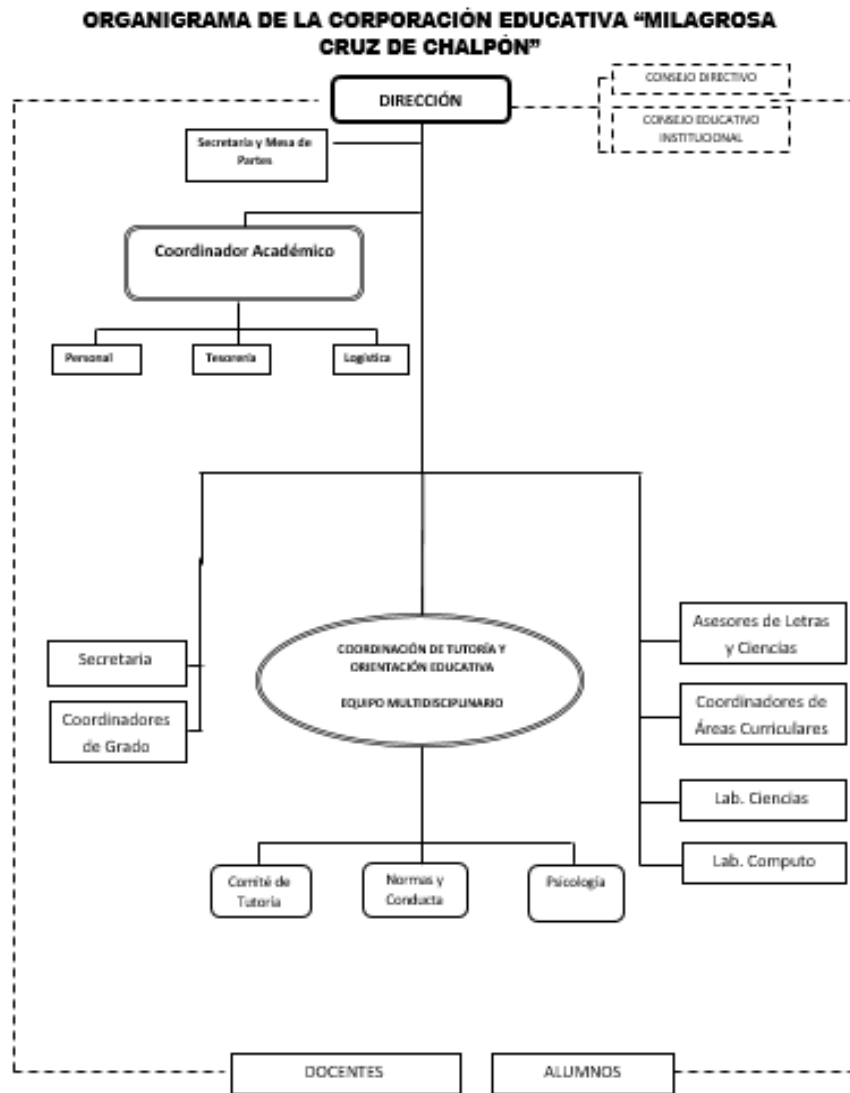 ORGANIGRAMA DE LA CORPORACIÓN EDUCATIVA “MILAGROSA
CRUZ DE CHALPÓN”
CONSEJO DIRECTIVO
DIRECCIÓN
CONSEJO EDUCATIVO
INSTITUCIONAL
Secretaria y Mesa de
Partes
Coordinador Académico
Personal
Tesorería
Logística
COORDINACIÓN DE TUTORÍA Y
ORIENTACIÓN EDUCATIVA
EQUIPO MULTIDISCIPLINARIO
Secretaria
Coordinadores
de Grado
Asesores de Letras
y Ciencias
Coordinadores de
Áreas Curriculares
Lab. Ciencias
Lab. Computo
Comité de
Tutoría
Normas y
Conducta
Psicología
DOCENTES
ALUMNOS